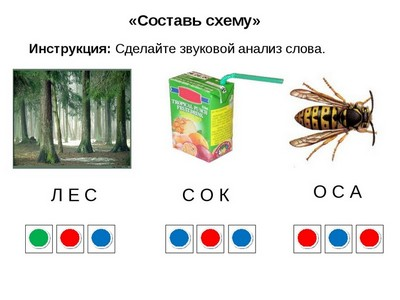 «Составь схему»
Инструкция: Сделайте звуковой анализ слова.
Л Е С
С О К
О С А